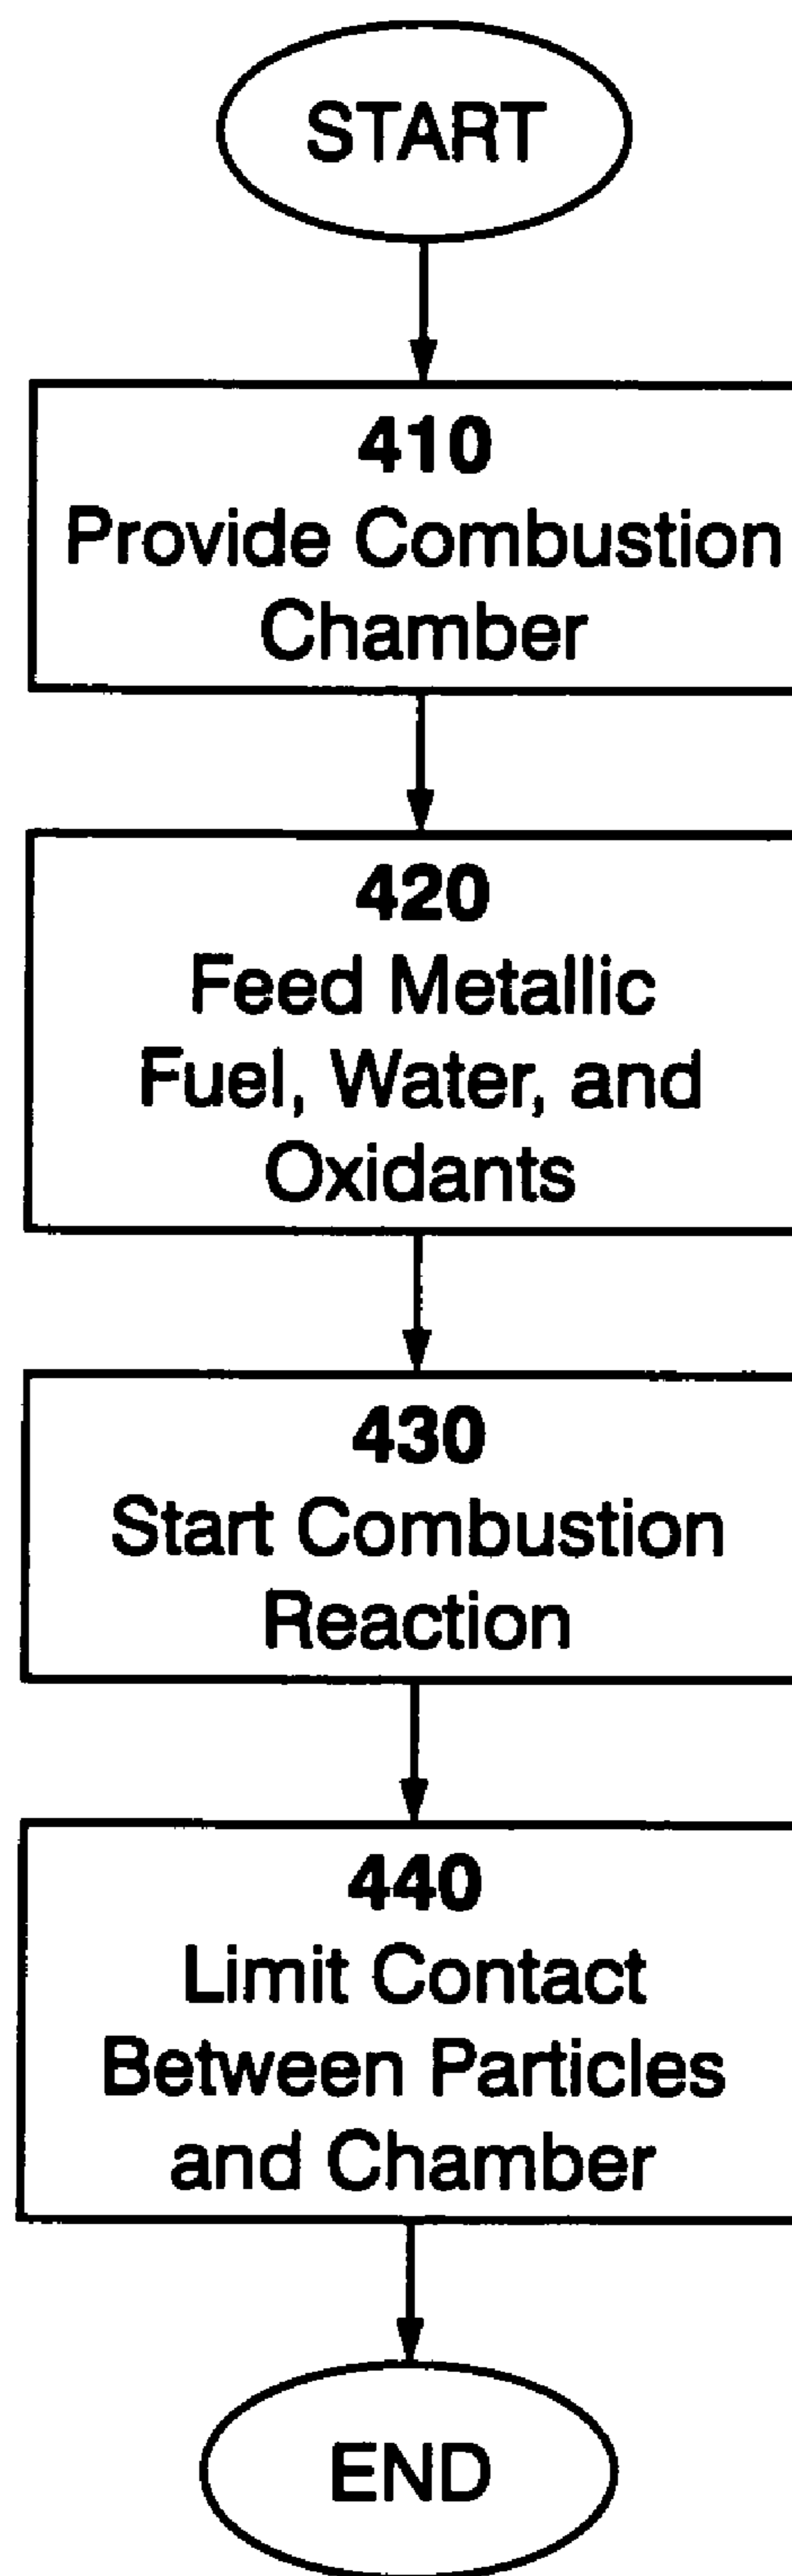 START
410
Provide Combustion
Chamber
420
Feed Metallic
Fuel, Water, and
Oxidants
430
Start Combustion
Reaction
440
Limit Contact
Between Particles
and Chamber
END